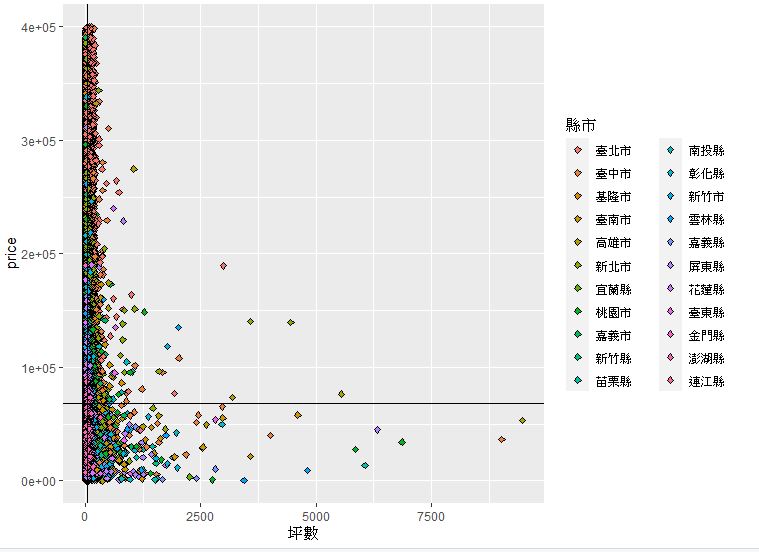 4e+05
3e+05
2e+05
1e+05
0e+00
price
0
2500
5000
7500
坪數
縣市
臺北市
臺中市
基隆市
臺南市
高雄市
新北市
宜蘭縣
桃園市
嘉義市
新竹縣
苗栗縣
南投縣
彰化縣
新竹市
雲林縣
嘉義縣
屏東縣
花蓮縣
臺東縣
金門縣
澎湖縣
連江縣